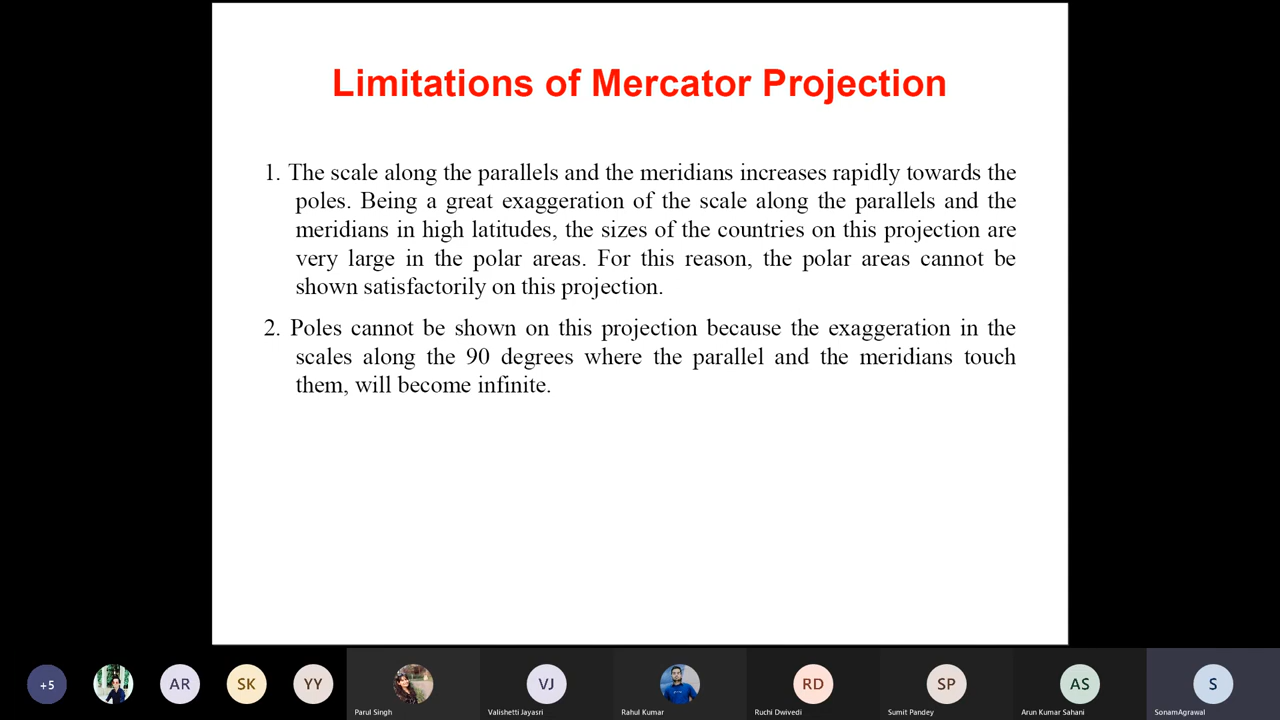 Limitations of Mercator Projection
1. The scale along the parallels and the meridians increases rapidly towards the
poles. Being a great exaggeration of the scale along the parallels and the
meridians in high latitudes, the sizes of the countries on this projection are
very large in the polar areas. For this reason, the polar areas cannot be
shown satisfactorily on this projection.
2. Poles cannot be shown on this projection because the exaggeration in the
scales along the 90 degrees where the parallel and the meridians touch
them, will become infinite.
+5
AR
SK
YY
VJ
RD
SP
AS
S
Parul Singh
Valishetti Jayasri
Rahul Kumar
Ruchi Dwivedi
Sumit Pandey
Arun Kumar Sahani
SonamAgrawal